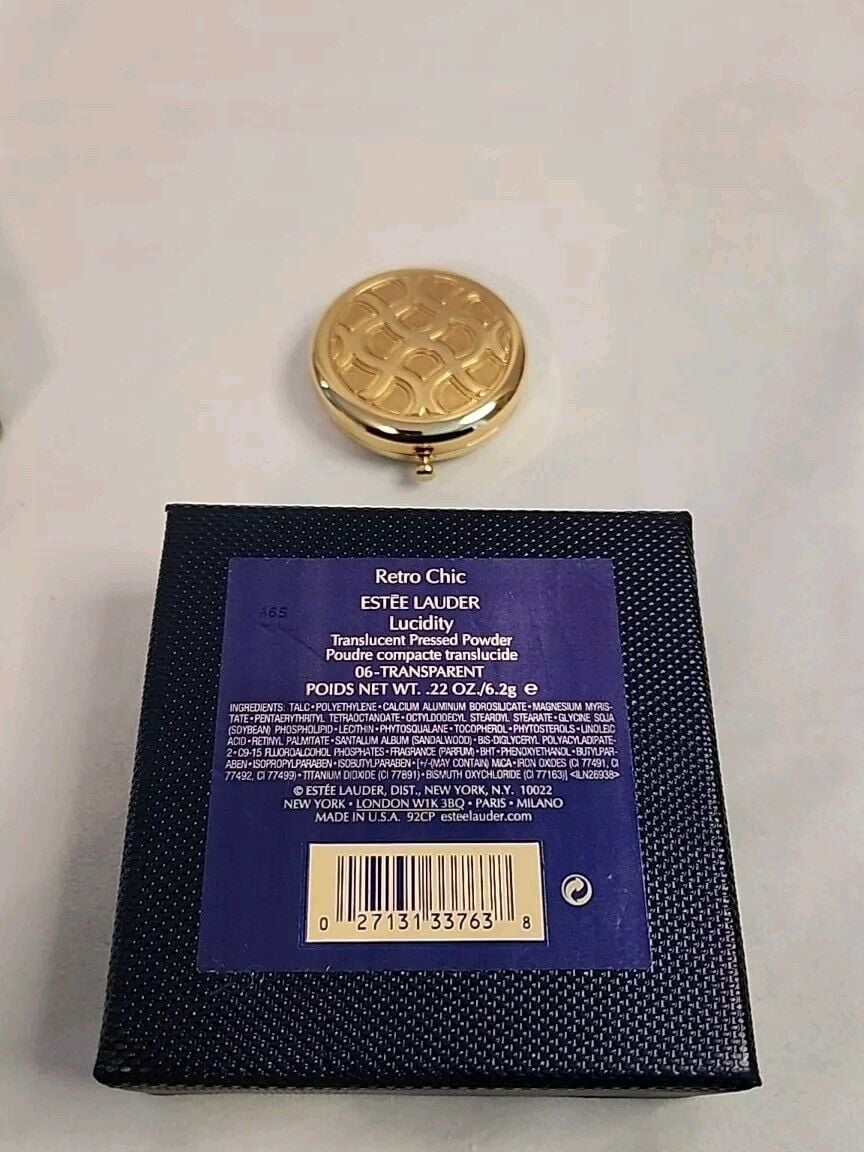 Retro Chic
A65
ESTĒE LAUDER
Lucidity
Translucent Pressed Powder
Poudre compacte translucide
06-TRANSPARENT
POIDS NET WT. .22 OZ./6.2g e
INGREDIENTS: TALC • POLYETHYLENE • CALCIUM ALUMINUM BOROSILICATE • MAGNESIUM MYRIS-
TATE • PENTAERYTHRITYL TETRAOCTANOATE • OCTYLDODECYL STEAROYL STEARATE • GLYCINE SOJA
(SOYBEAN) PHOSPHOLIPID • LECITHIN • PHYTOSQUALANE • TOCOPHEROL • PHYTOSTEROLS • LINOLEIC
ACID • RETINYL PALMITATE • SANTALUM ALBUM (SANDALWOOD) • BIS-DIGLYCERYL POLYACYLADIPATE-
2 • C9-15 FLUOROALCOHOL PHOSPHATES • FRAGRANCE (PARFUM) • BHT • PHENOXYETHANOL • BUTYLPAR-
ABEN • ISOPROPYLPARABEN • ISOBUTYLPARABEN • [+/-(MAY CONTAIN) MICA • IRON OXIDES (CI 77491, CI
77492, CI 77499) • TITANIUM DIOXIDE (CI 77891) • BISMUTH OXYCHLORIDE (CI 77163)] <ILN26938>
© ESTĒE LAUDER, DIST., NEW YORK, N.Y. 10022
NEW YORK • LONDON W1K 3BQ • PARIS • MILANO
MADE IN U.S.A. 92CP esteelauder.com
0 27131 33763 8